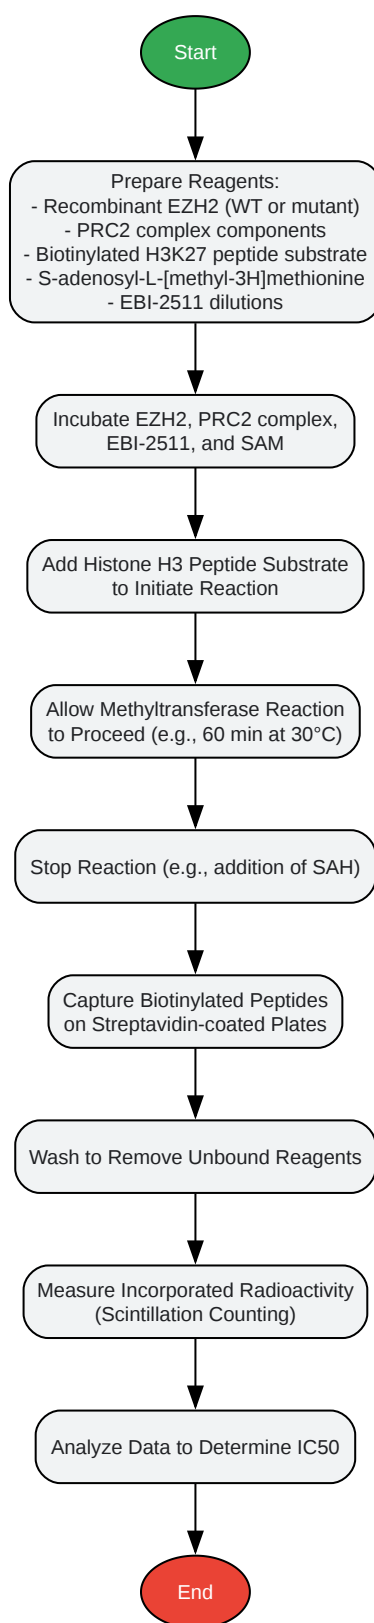 Start
Prepare Reagents:
- Recombinant EZH2 (WT or mutant)
- PRC2 complex components
- Biotinylated H3K27 peptide substrate
- S-adenosyl-L-[methyl-3H]methionine
- EBI-2511 dilutions
Incubate EZH2, PRC2 complex,
EBI-2511, and SAM
Add Histone H3 Peptide Substrate
to Initiate Reaction
Allow Methyltransferase Reaction
to Proceed (e.g., 60 min at 30°C)
Stop Reaction (e.g., addition of SAH)
Capture Biotinylated Peptides
on Streptavidin-coated Plates
Wash to Remove Unbound Reagents
Measure Incorporated Radioactivity
(Scintillation Counting)
Analyze Data to Determine IC50
End